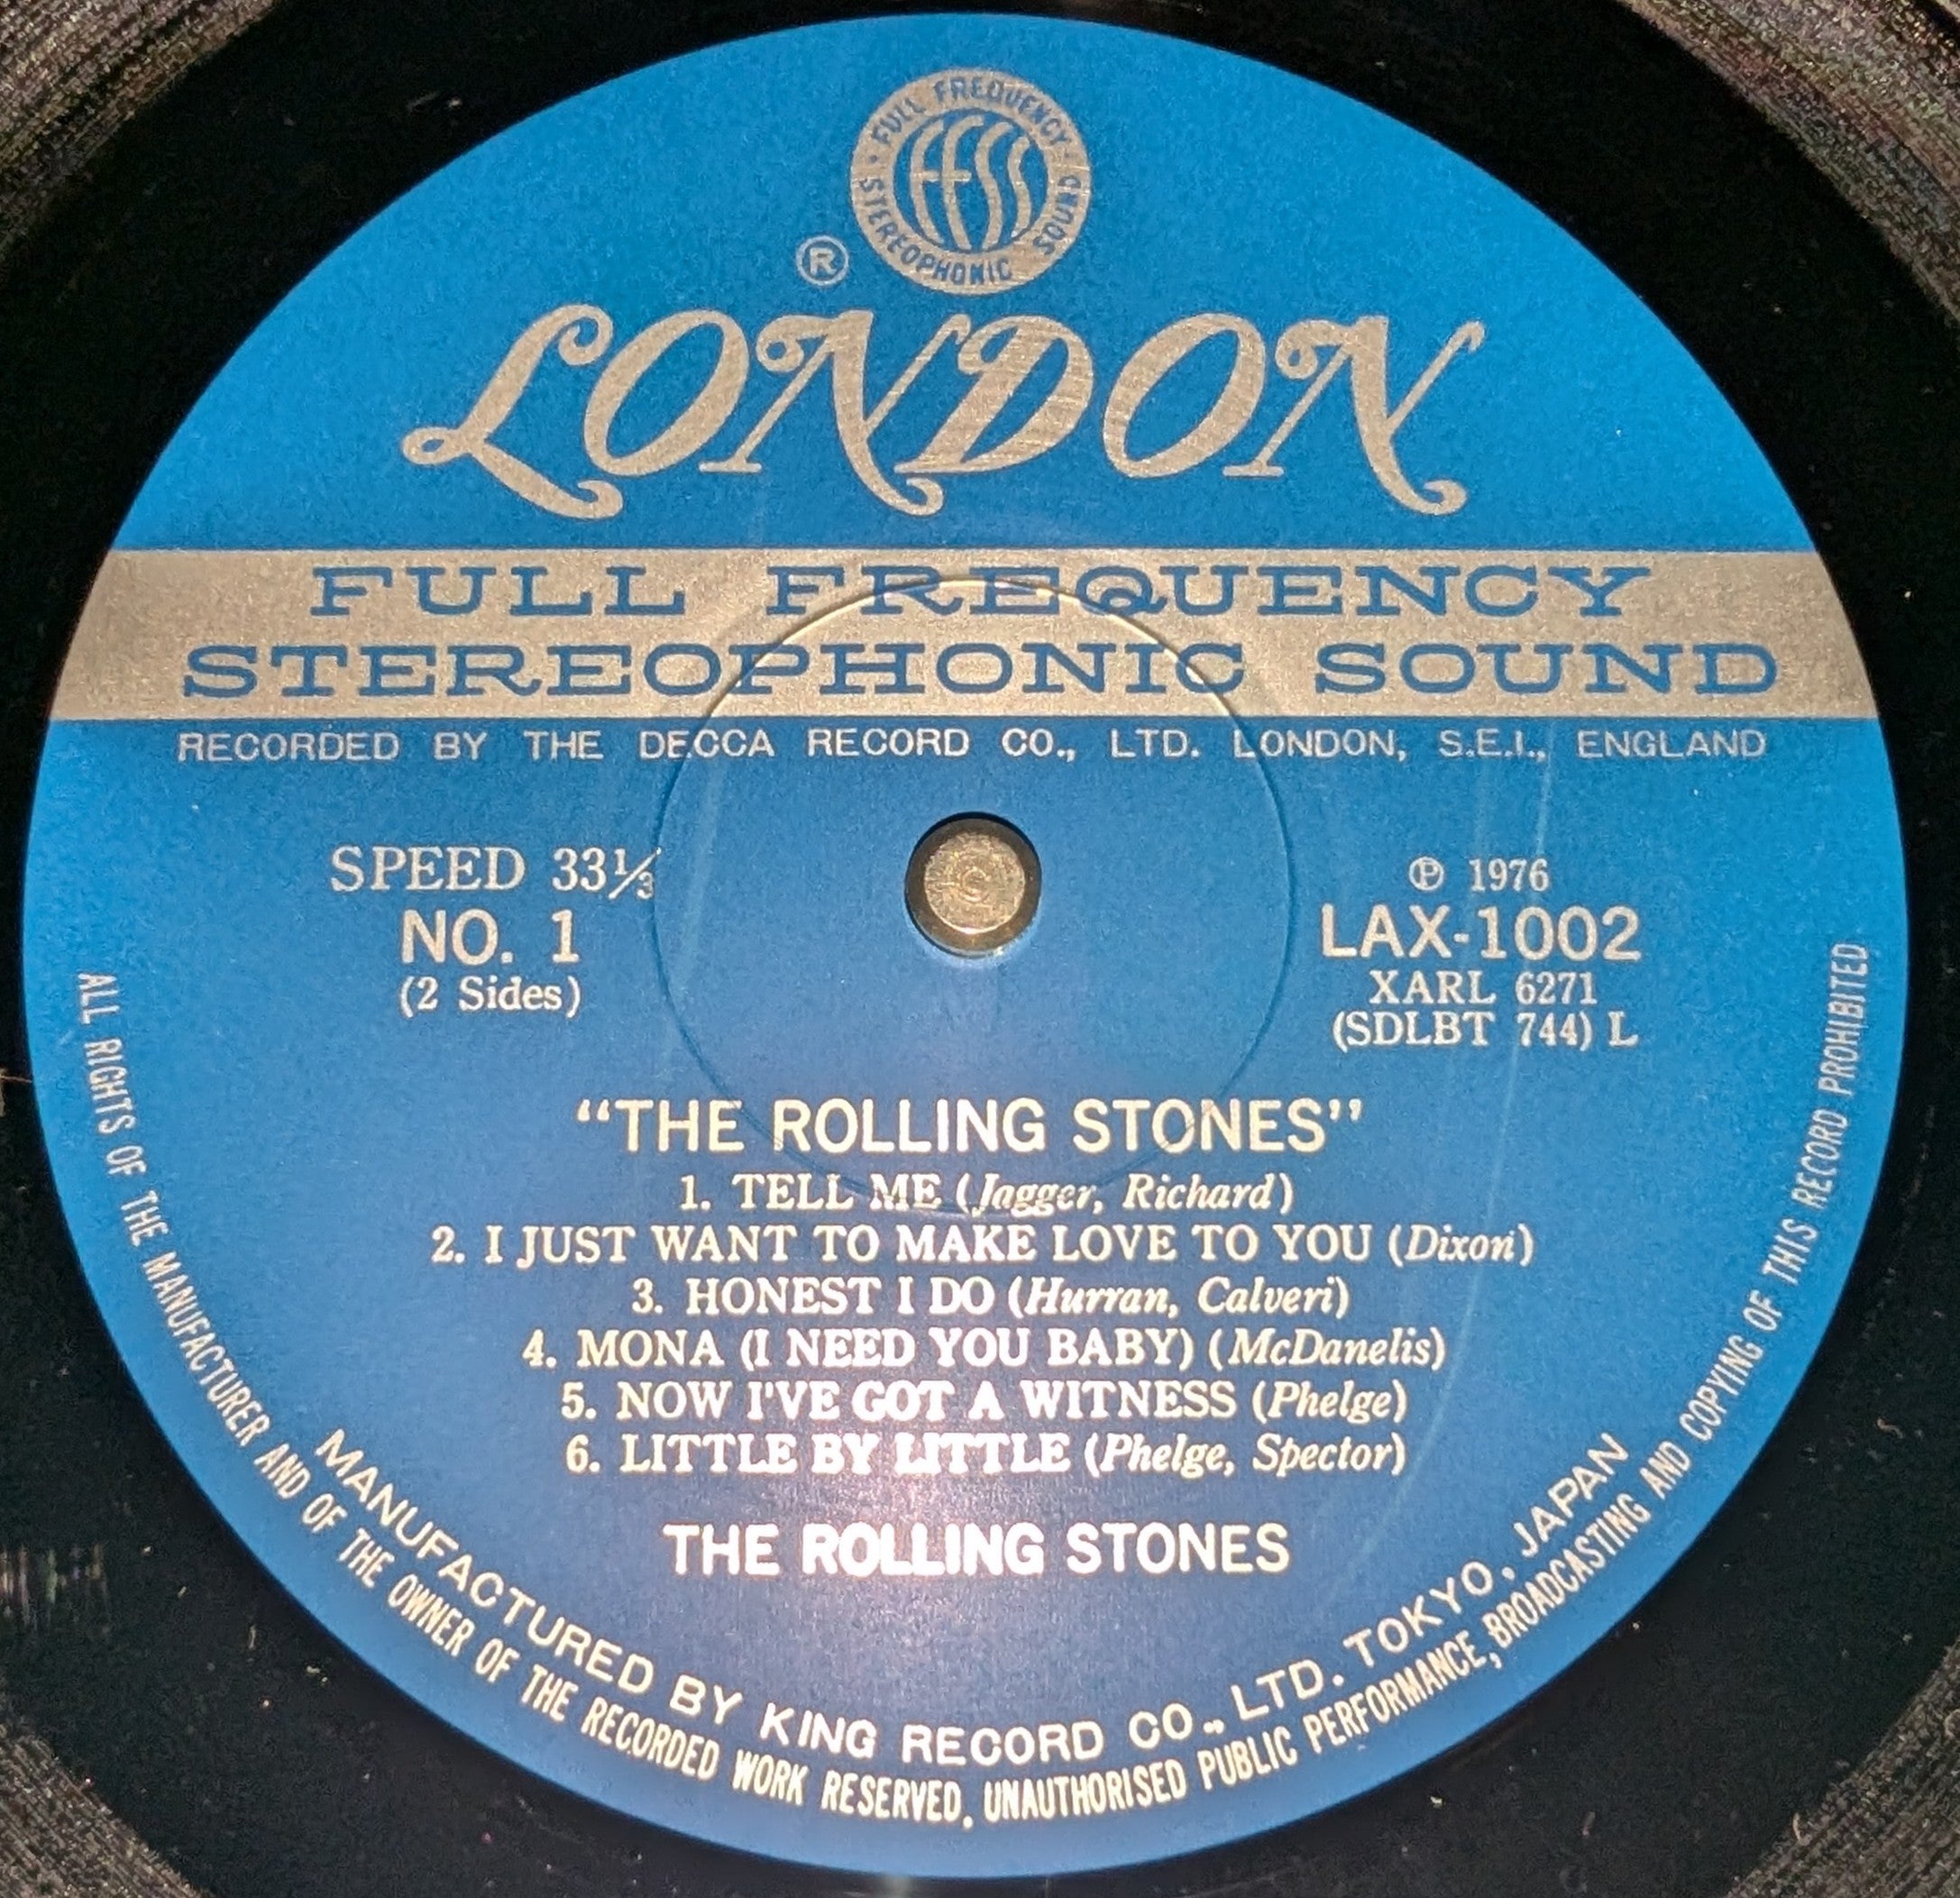 FULL FREQUENCY
FFSS
STEREOPHONIC SOUND
®
LONDON
FULL FREQUENCY
STEREOPHONIC SOUND
RECORDED BY THE DECCA RECORD CO., LTD. LONDON, S.E.I., ENGLAND
SPEED 33⅓
NO. 1
(2 Sides)
℗ 1976
LAX-1002
XARL 6271
(SDLBT 744) L
“THE ROLLING STONES”
1. TELL ME (Jagger, Richard)
2. I JUST WANT TO MAKE LOVE TO YOU (Dixon)
3. HONEST I DO (Hurran, Calveri)
4. MONA (I NEED YOU BABY) (McDanelis)
5. NOW I'VE GOT A WITNESS (Phelge)
6. LITTLE BY LITTLE (Phelge, Spector)
THE ROLLING STONES
MANUFACTURED BY KING RECORD CO., LTD. TOKYO, JAPAN
ALL RIGHTS OF THE MANUFACTURER AND OF THE OWNER OF THE RECORDED WORK RESERVED. UNAUTHORISED PUBLIC PERFORMANCE, BROADCASTING AND COPYING OF THIS RECORD PROHIBITED